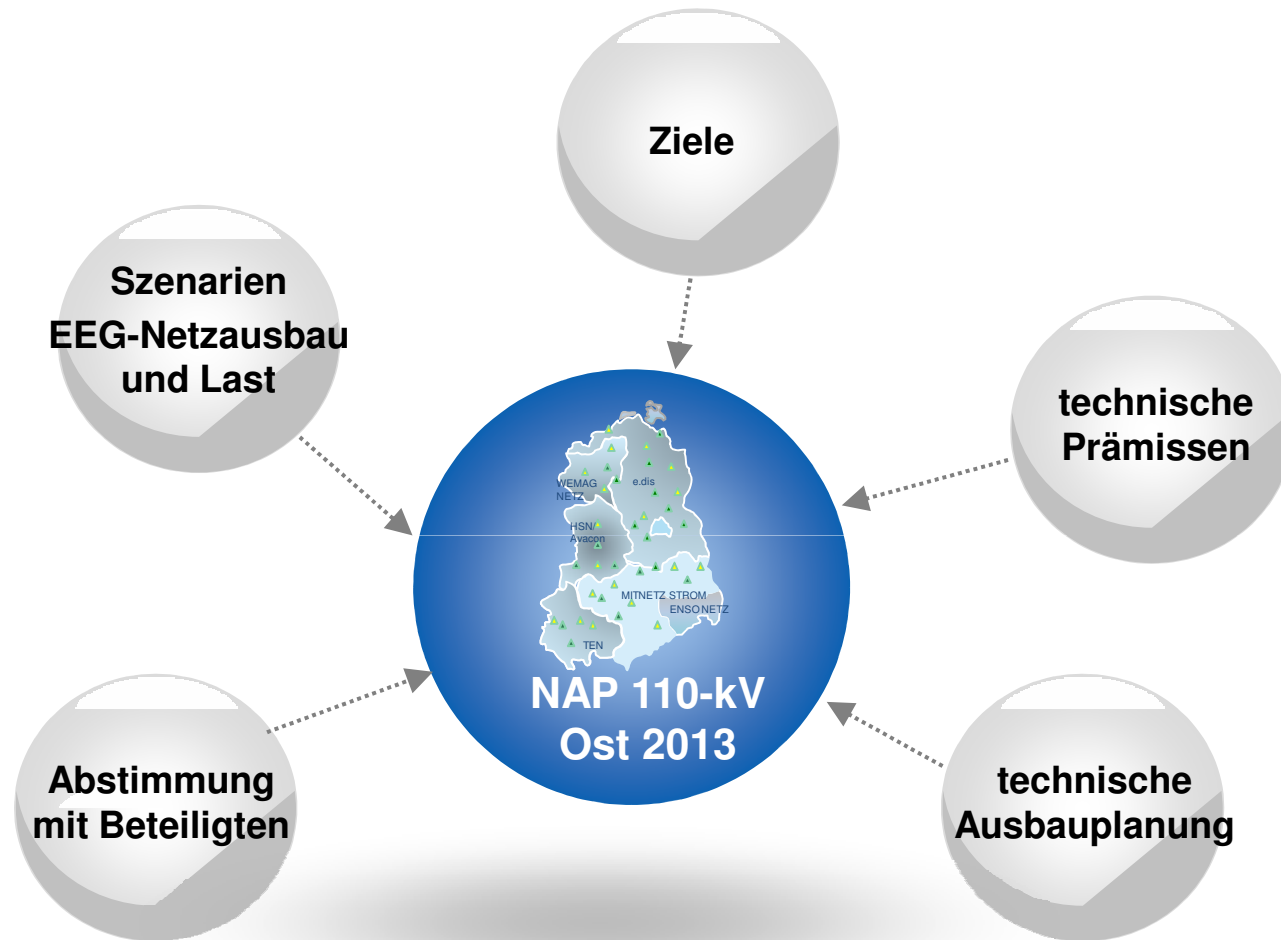 Ziele
Szenarien
EEG-Netzausbau
und Last
technische
Prämissen
WEMAG
NETZ
e.dis
HSN/
Avacon
MITNETZ STROM
ENSO NETZ
TEN
NAP 110-kV
Ost 2013
Abstimmung
mit Beteiligten
technische
Ausbauplanung